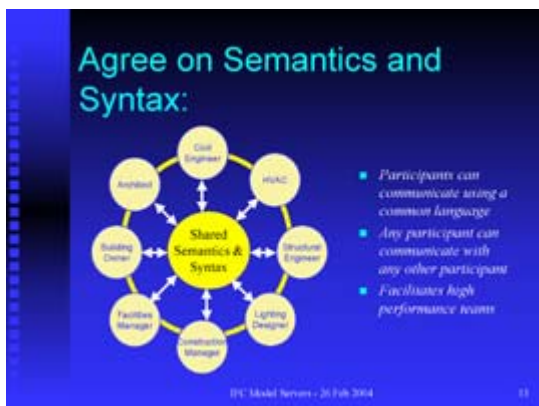 Agree on Semantics and
Syntax:
Civil
Engineer
HVAC
Structural
Engineer
Lighting
Designer
Construction
Manager
Facilities
Manager
Building
Owner
Architect
Shared
Semantics &
Syntax
Participants can
communicate using a
common language
Any participant can
communicate with
any other participant
Facilitates high
performance teams
IFC Model Servers - 26 Feb 2004
13